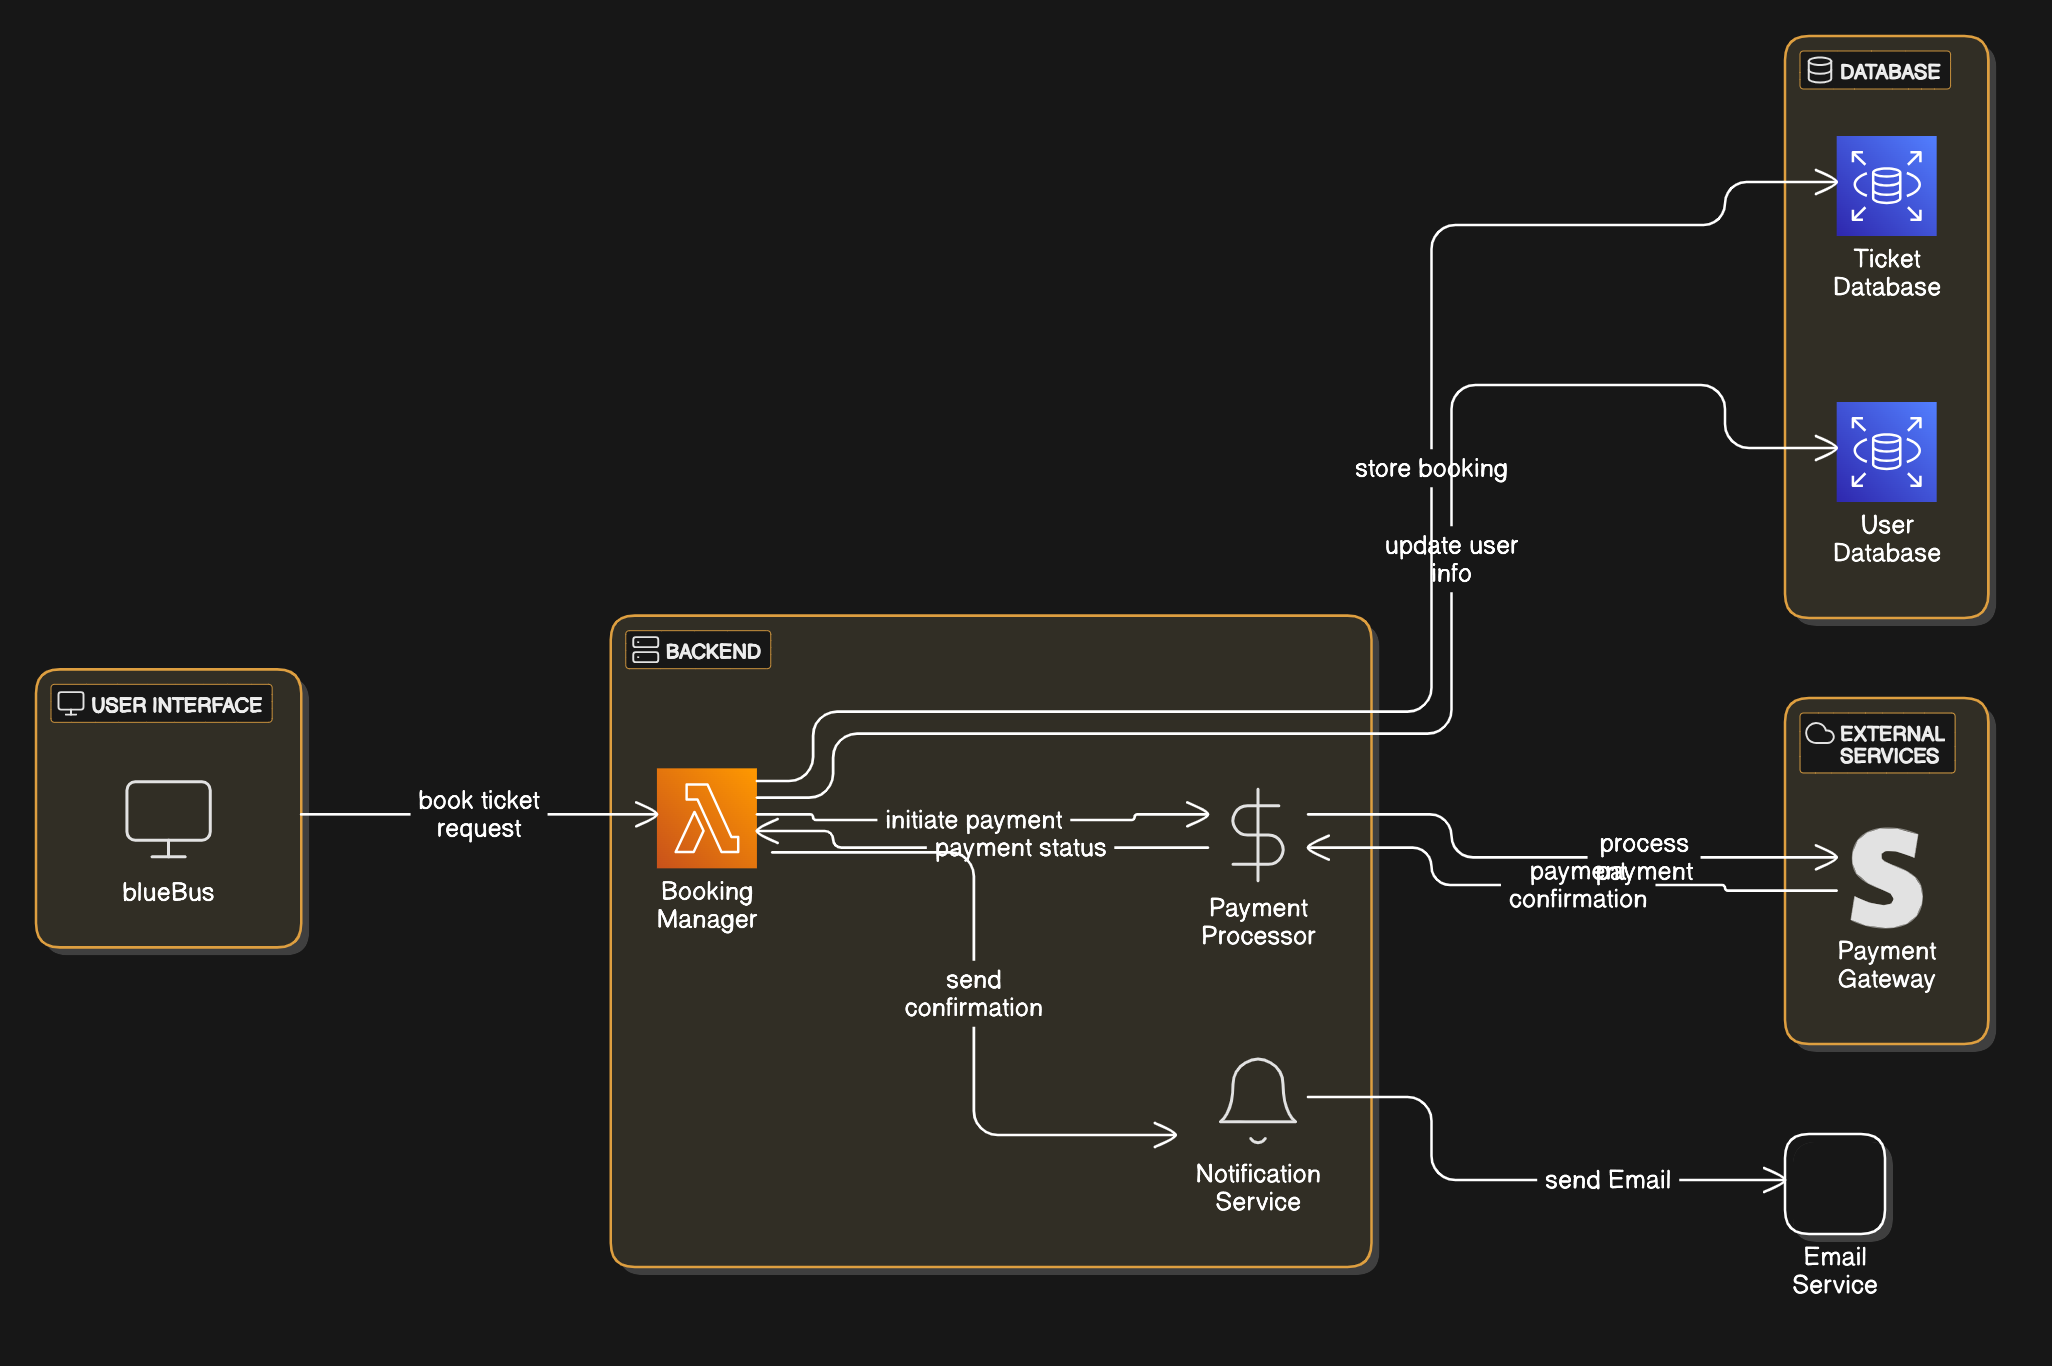 DATABASE
Ticket
Database
store booking
User
Database
update user
info
BACKEND
USER INTERFACE
EXTERNAL
SERVICES
book ticket
request
blueBus
initiate payment
payment status
Booking
Manager
Payment
Processor
process
payment
payment
confirmation
Payment
Gateway
send
confirmation
Notification
Service
send Email
Email
Service